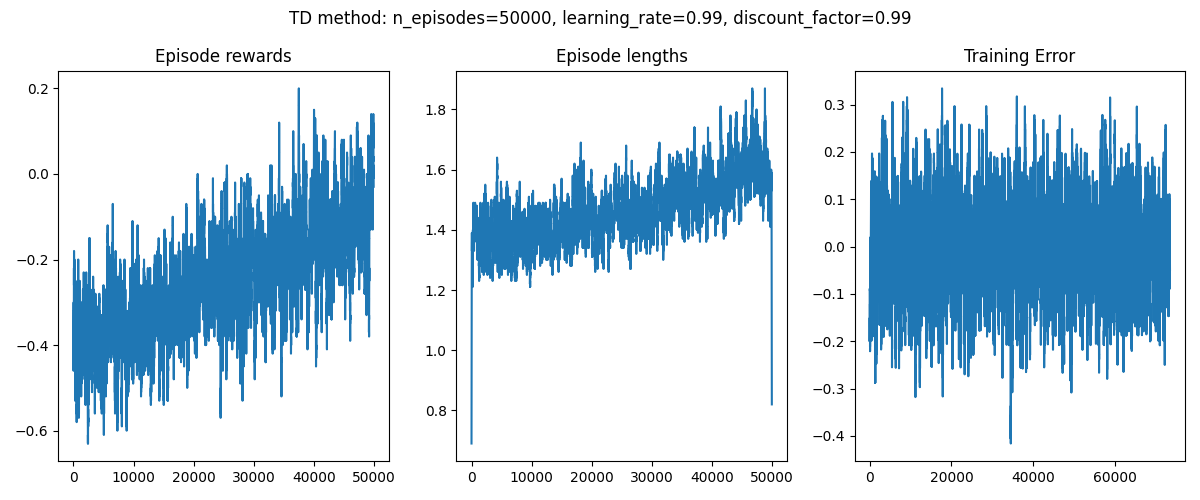 TD method: n_episodes=50000, learning_rate=0.99, discount_factor=0.99
Episode rewards
0.2
0.0
−0.2
−0.4
−0.6
0 10000 20000 30000 40000 50000
Episode lengths
1.8
1.6
1.4
1.2
1.0
0.8
0 10000 20000 30000 40000 50000
Training Error
0.3
0.2
0.1
0.0
−0.1
−0.2
−0.3
−0.4
0 20000 40000 60000